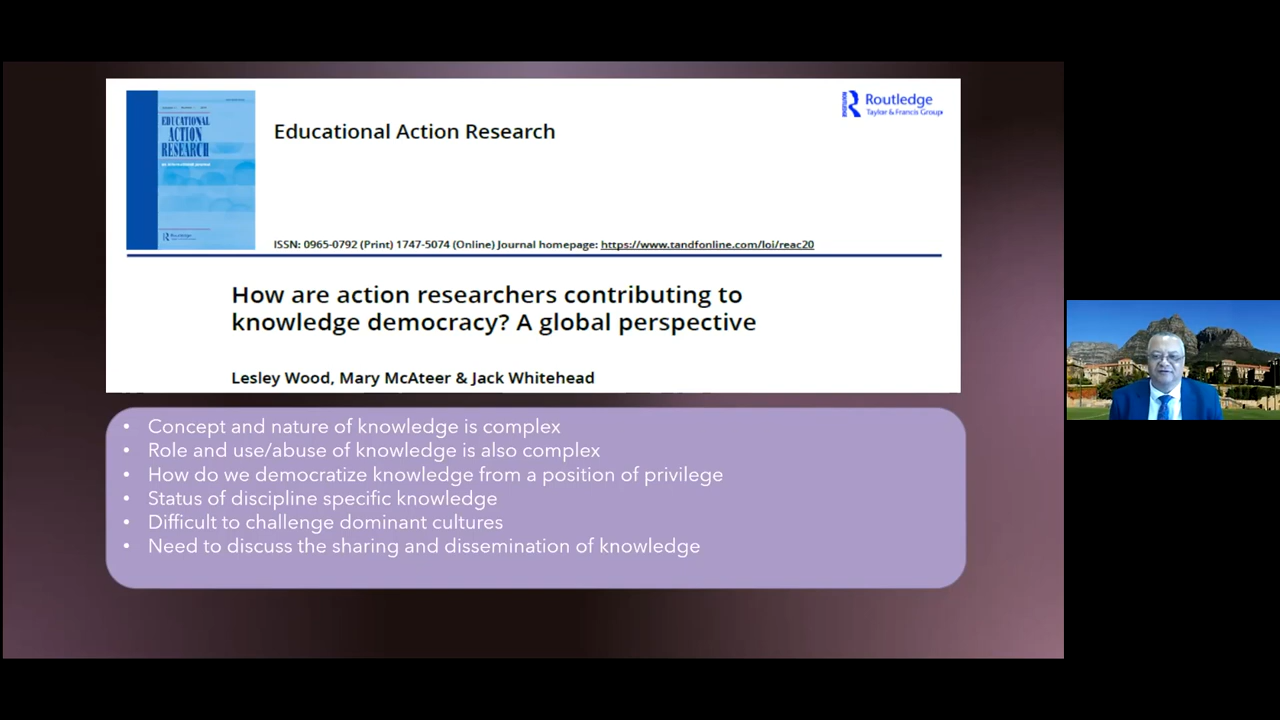 EDUCATIONAL
ACTION
RESEARCH
Routledge
Educational Action Research
Routledge
Taylor & Francis Group
ISSN: 0965-0792 (Print) 1747-5074 (Online) Journal homepage: https://www.tandfonline.com/loi/reac20
How are action researchers contributing to
knowledge democracy? A global perspective
Lesley Wood, Mary McAteer & Jack Whitehead
• Concept and nature of knowledge is complex
• Role and use/abuse of knowledge is also complex
• How do we democratize knowledge from a position of privilege
• Status of discipline specific knowledge
• Difficult to challenge dominant cultures
• Need to discuss the sharing and dissemination of knowledge